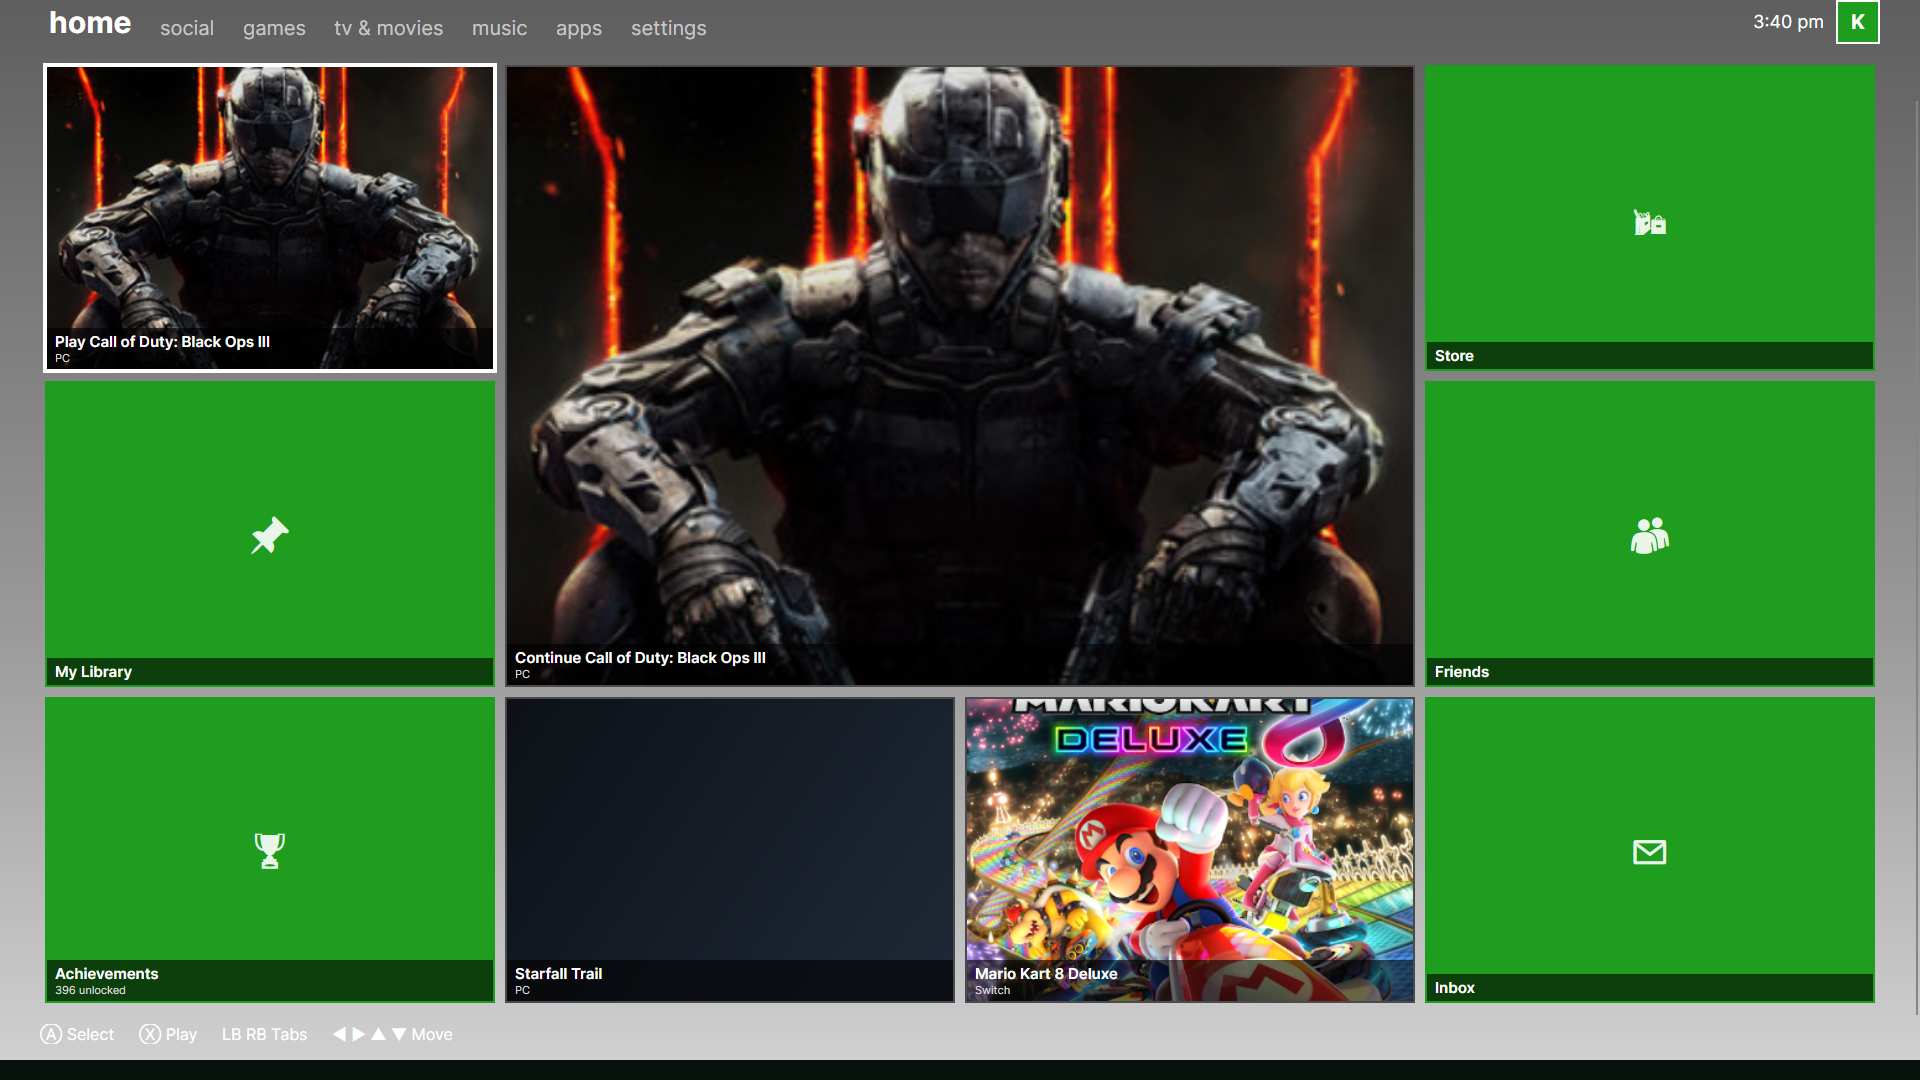 home social games tv & movies music apps settings
3:40 pm K
Play Call of Duty: Black Ops III
PC
Continue Call of Duty: Black Ops III
PC
Store
My Library
Friends
Achievements
396 unlocked
Starfall Trail
PC
MARIOKART
8
DELUXE
Mario Kart 8 Deluxe
Switch
Inbox
A Select X Play LB RB Tabs ◀ ▶ ▲ ▼ Move